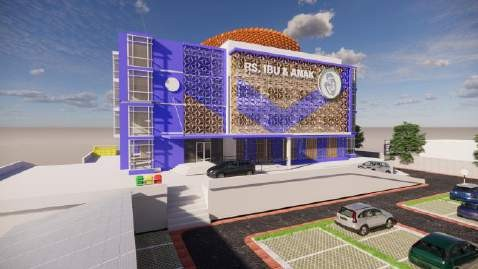 RS. IBU & ANAK